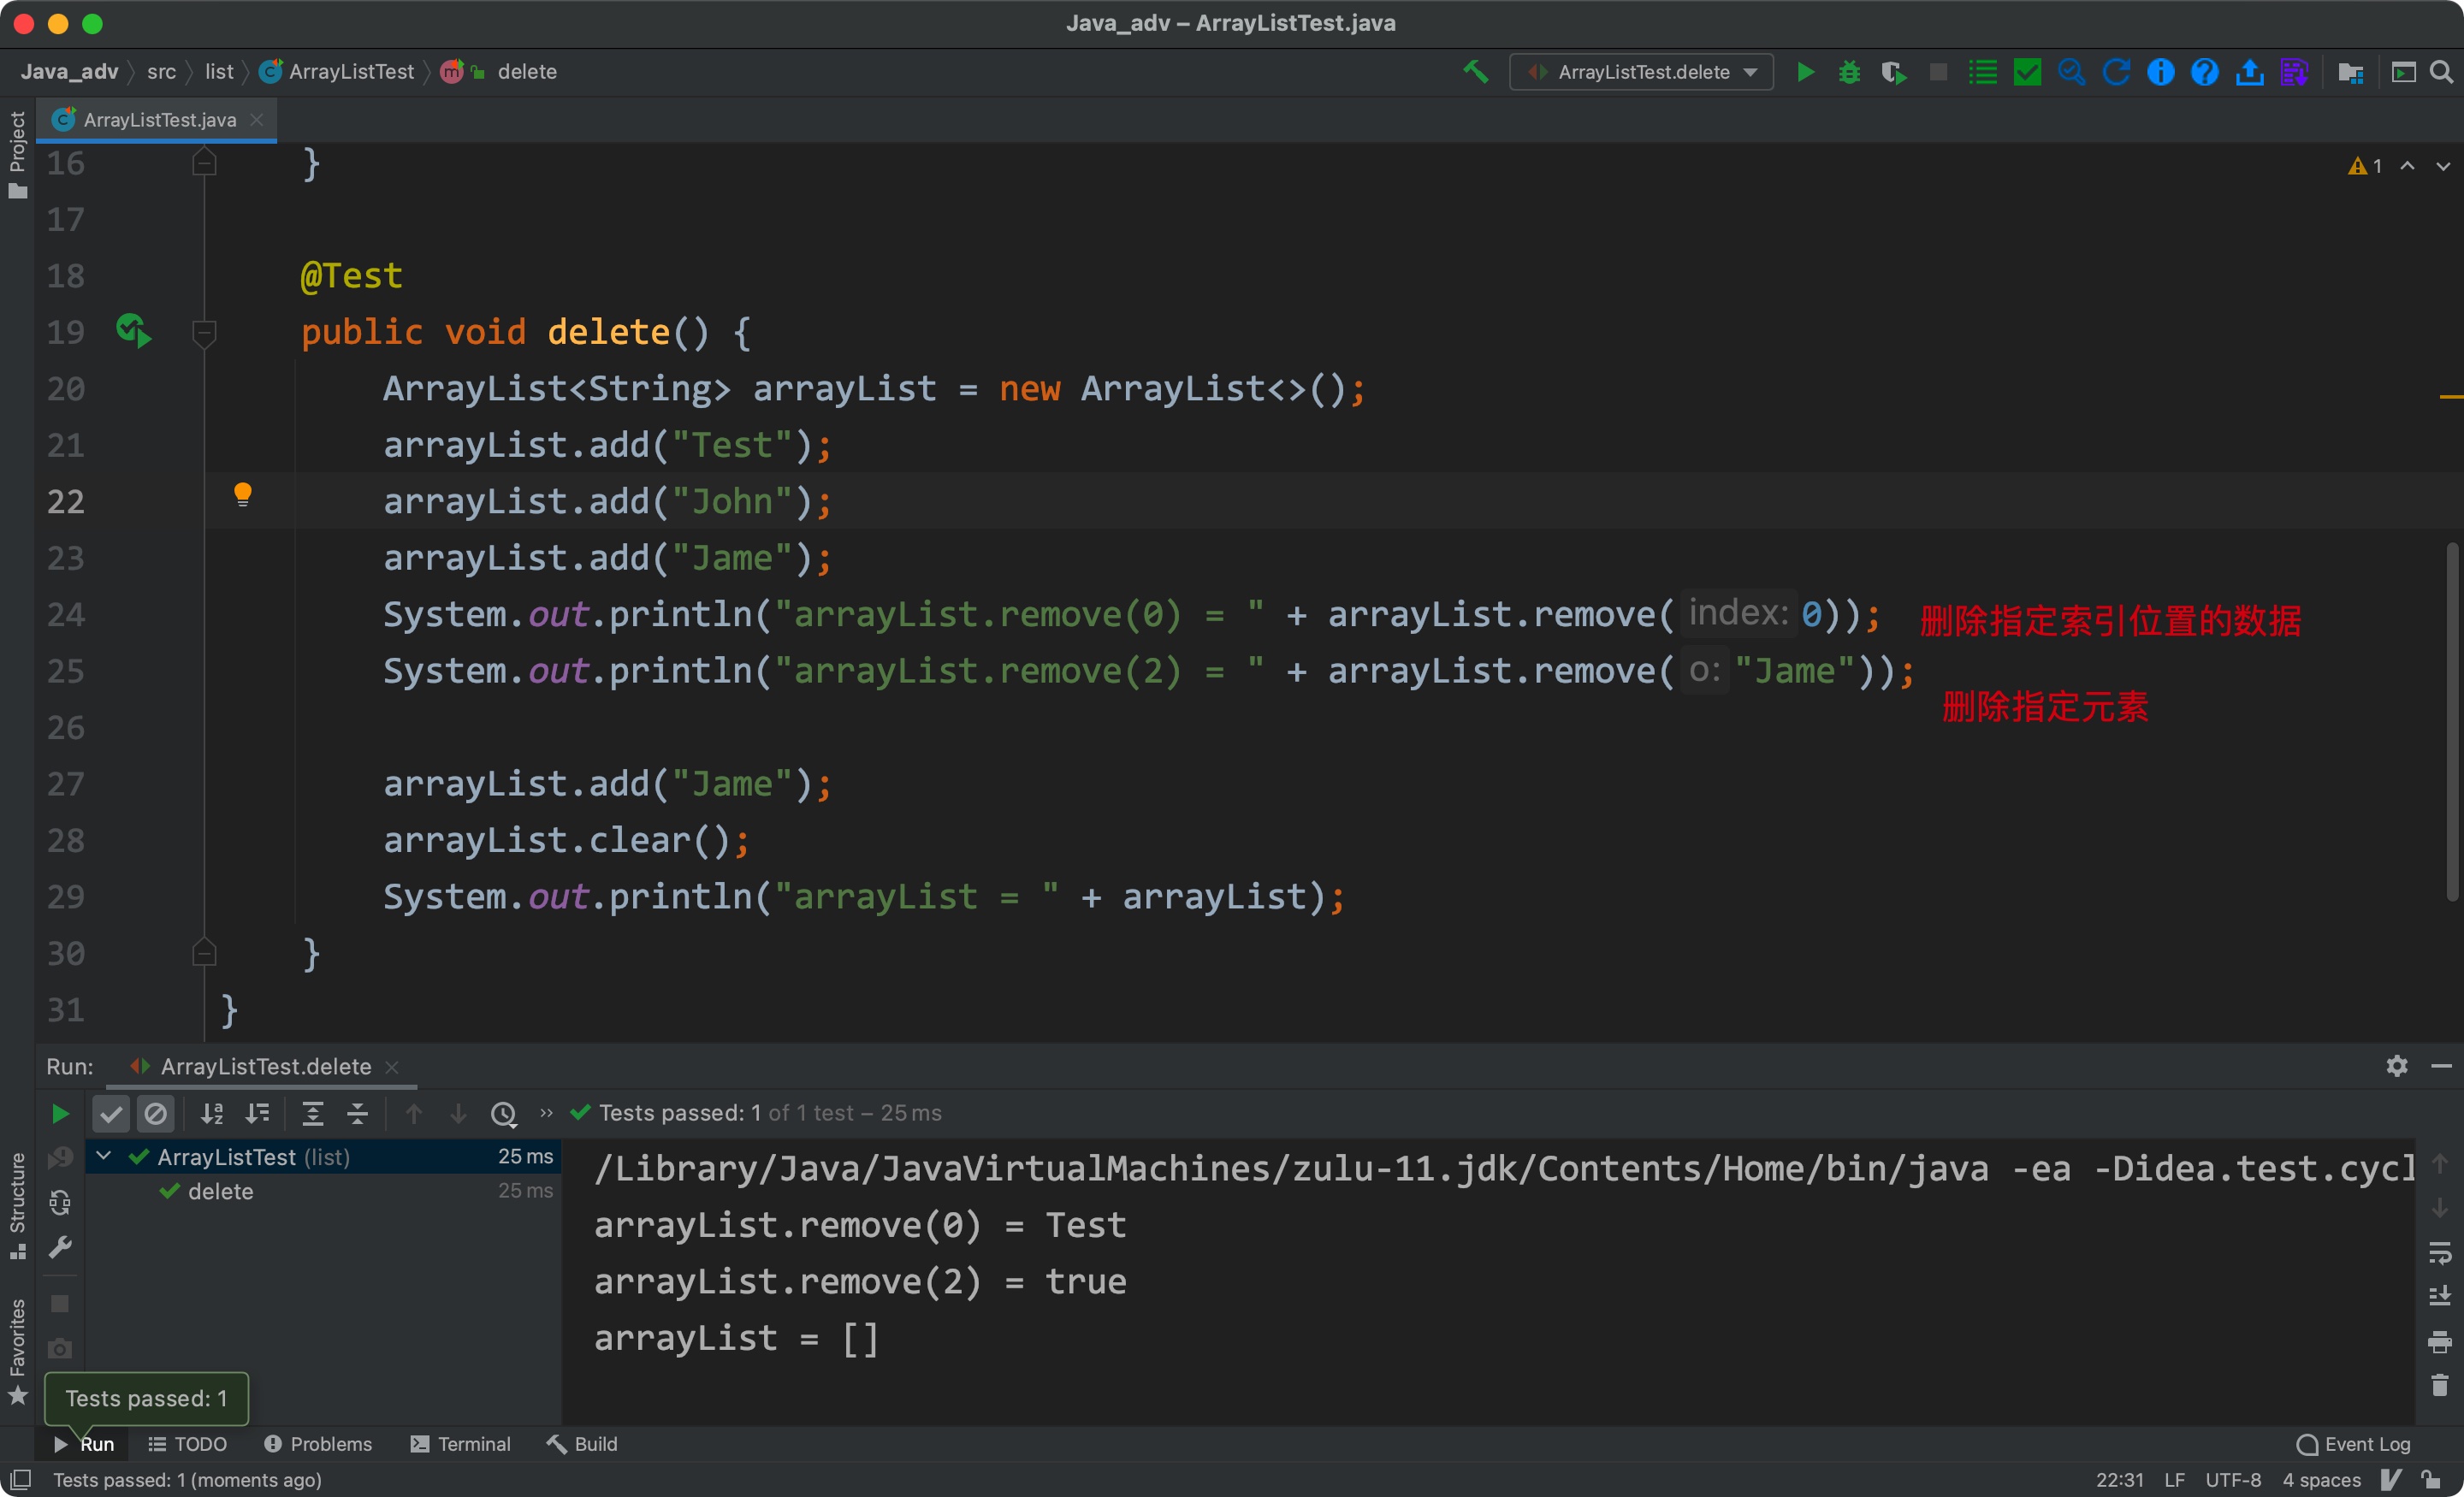 Java_adv – ArrayListTest.java
Java_adv src list ArrayListTest m delete ArrayListTest.delete
Project
ArrayListTest.java
16 } 1
17
18 @Test
19 public void delete() {
20 ArrayList<String> arrayList = new ArrayList<>();
21 arrayList.add("Test");
22 arrayList.add("John");
23 arrayList.add("Jame");
24 System.out.println("arrayList.remove(0) = " + arrayList.remove( index: 0)); 删除指定索引位置的数据
25 System.out.println("arrayList.remove(2) = " + arrayList.remove( o: "Jame"));
26 删除指定元素
27 arrayList.add("Jame");
28 arrayList.clear();
29 System.out.println("arrayList = " + arrayList);
30 }
31 }
Run: ArrayListTest.delete
Tests passed: 1 of 1 test – 25 ms
ArrayListTest (list) 25 ms
delete 25 ms
/Library/Java/JavaVirtualMachines/zulu-11.jdk/Contents/Home/bin/java -ea -Didea.test.cycl
arrayList.remove(0) = Test
arrayList.remove(2) = true
arrayList = []
Structure
Favorites
Tests passed: 1
Run TODO Problems Terminal Build Event Log
Tests passed: 1 (moments ago) 22:31 LF UTF-8 4 spaces